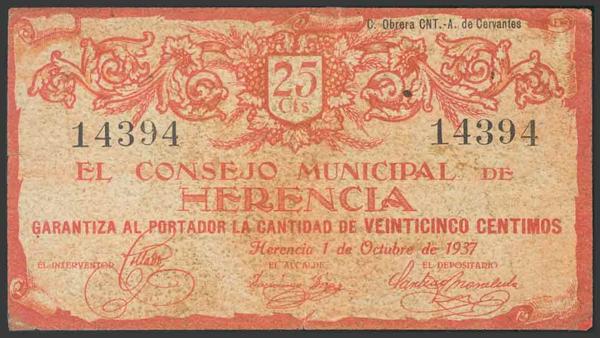 C. Obrera CNT.-A. de Cervantes
25
Cts.
14394 14394
EL CONSEJO MUNICIPAL DE
HERENCIA
GARANTIZA AL PORTADOR LA CANTIDAD DE VEINTICINCO CENTIMOS
Herencia 1 de Octubre de 1937
EL INTERVENTOR EL ALCALDE EL DEPOSITARIO